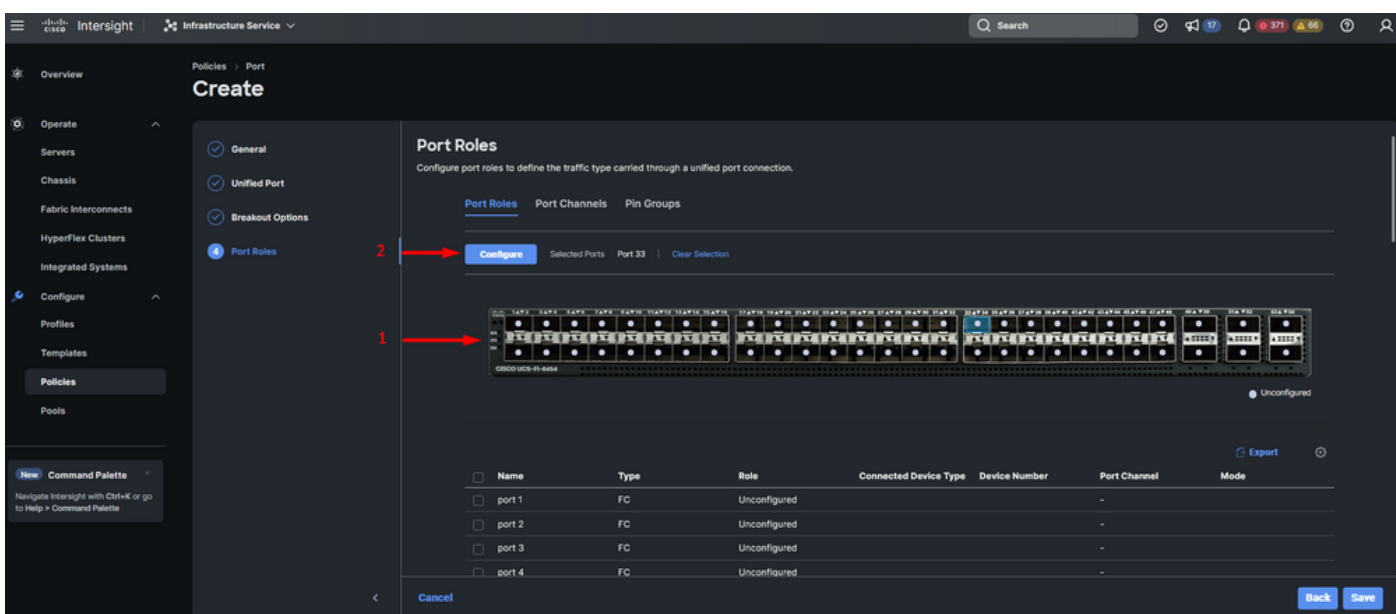 cisco Intersight
Infrastructure Service
Search
17
371
66
Overview
Operate
Servers
Chassis
Fabric Interconnects
HyperFlex Clusters
Integrated Systems
Configure
Profiles
Templates
Policies
Pools
New Command Palette
Navigate Intersight with Ctrl+K or go
to Help > Command Palette
Policies > Port
Create
General
Unified Port
Breakout Options
4 Port Roles
Port Roles
Configure port roles to define the traffic type carried through a unified port connection.
Port Roles Port Channels Pin Groups
2
Configure Selected Ports Port 33 | Clear Selection
1
CISCO UCS-FI-6454
Unconfigured
Export
Name Type Role Connected Device Type Device Number Port Channel Mode
port 1 FC Unconfigured -
port 2 FC Unconfigured -
port 3 FC Unconfigured -
port 4 FC Unconfigured -
Cancel Back Save